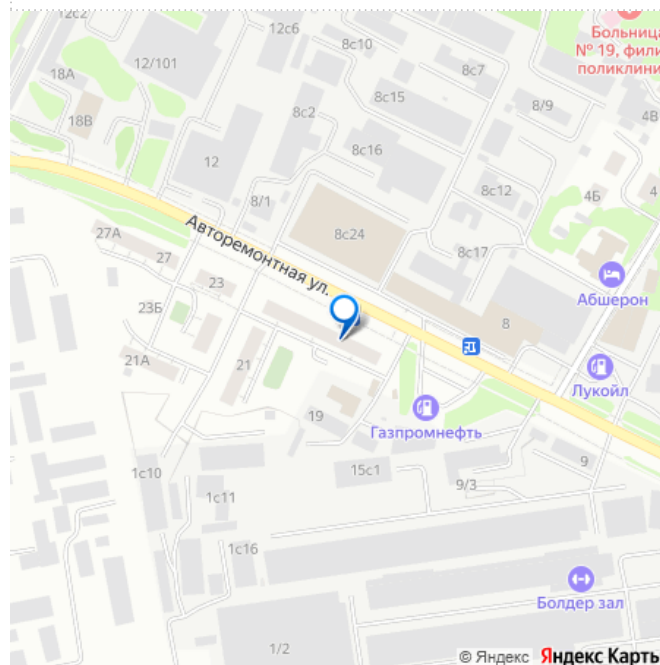 12с2
12с6
8с10
Больница
№ 19, фили
поликлини
18А
12/101
8с7
8с15
8/9
4В
18В
8с2
12
8с16
8с12
4Б
4
8/1
Авторемонтная ул.
8с24
27А
27
8с17
23
Абшерон
23Б
8
21А
21
Лукойл
19
Газпромнефть
15с1
9
1с10
9/3
1с11
1с16
Болдер зал
1/2
© Яндекс Яндекс Карты